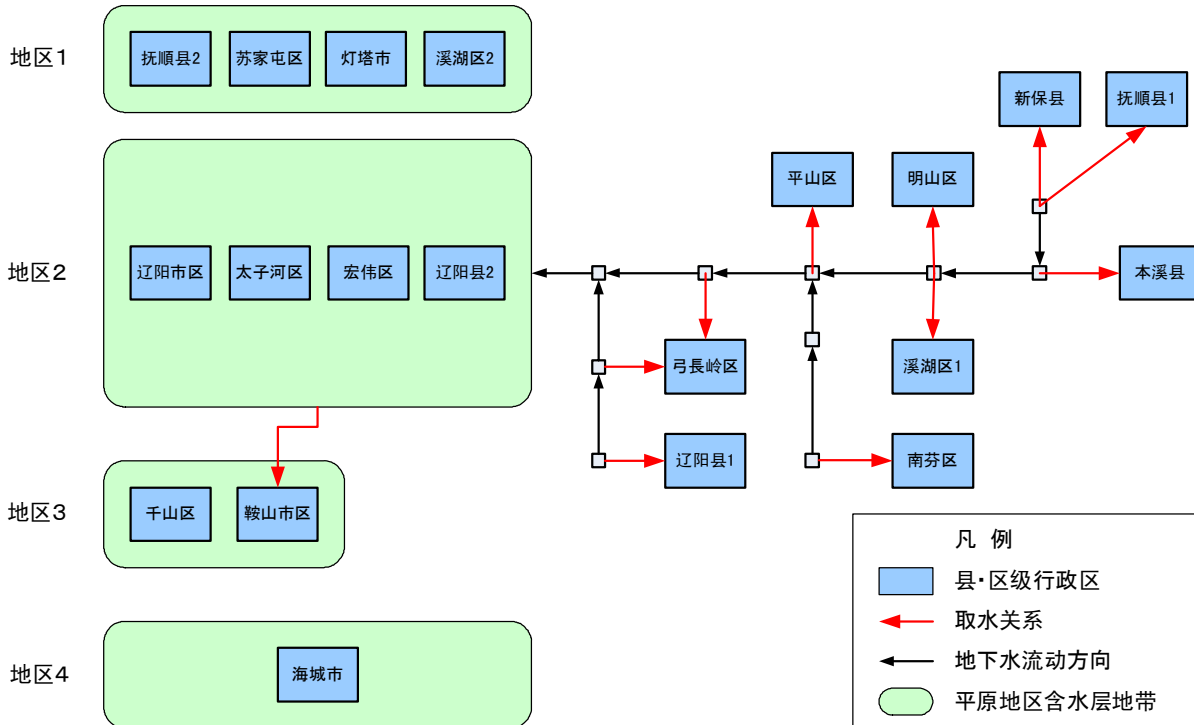 地区1
抚顺县2
苏家屯区
灯塔市
溪湖区2
新保县
抚顺县1
平山区
明山区
地区2
辽阳市区
太子河区
宏伟区
辽阳县2
本溪县
弓長岭区
溪湖区1
辽阳县1
南芬区
地区3
千山区
鞍山市区
地区4
海城市
凡 例
县・区级行政区
取水关系
地下水流动方向
平原地区含水层地带